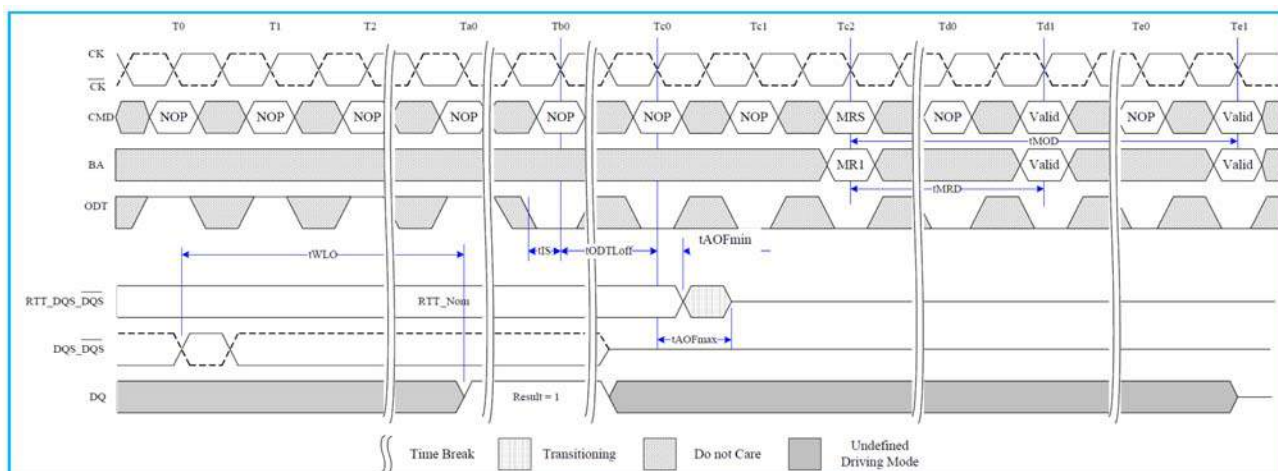 T0 T1 T2 Ta0 Tb0 Tc0 Tc1 Tc2 Td0 Td1 Te0 Te1
CK
CK
CMD NOP NOP NOP NOP NOP NOP NOP MRS NOP Valid NOP Valid
tMOD
BA MR1 Valid Valid
tMRD
ODT
tIS tODTLoff tAOFmin
tWLO
RTT_DQS_DQS RTT_Nom
tAOFmax
DQS_DQS
DQ Result = 1
Time Break Transitioning Do not Care Undefined
Driving Mode